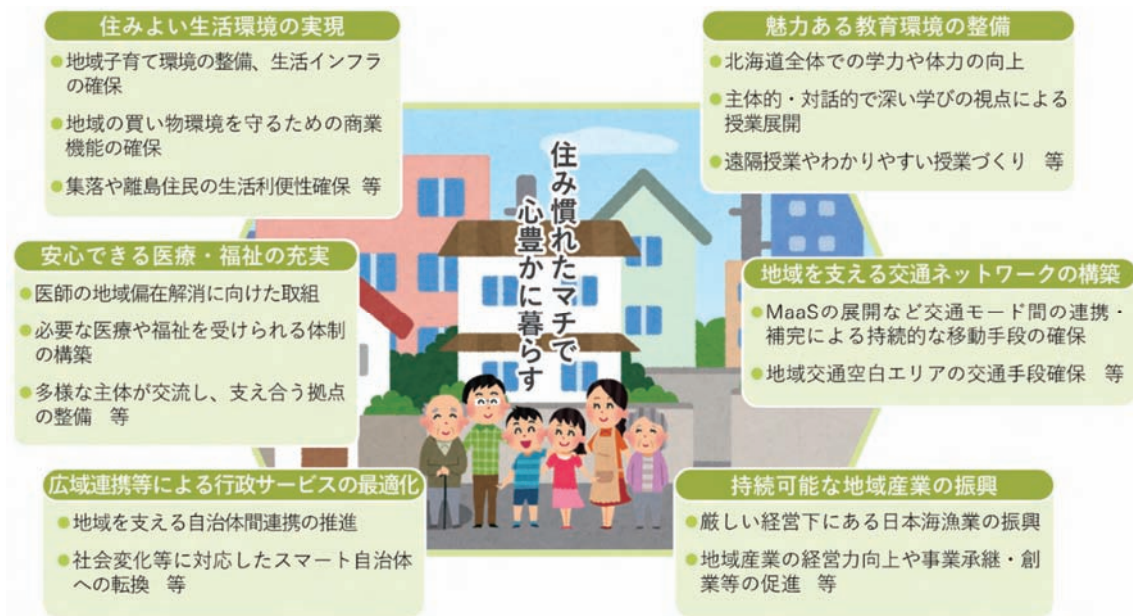 住みよい生活環境の実現
●地域子育て環境の整備、生活インフラ
の確保
●地域の買い物環境を守るための商業
機能の確保
●集落や離島住民の生活利便性確保 等
魅力ある教育環境の整備
●北海道全体での学力や体力の向上
●主体的・対話的で深い学びの視点による
授業展開
●遠隔授業やわかりやすい授業づくり 等
住み慣れたマチで
心豊かに暮らす
安心できる医療・福祉の充実
●医師の地域偏在解消に向けた取組
●必要な医療や福祉を受けられる体制
の構築
●多様な主体が交流し、支え合う拠点
の整備 等
地域を支える交通ネットワークの構築
●MaaSの展開など交通モード間の連携・
補完による持続的な移動手段の確保
●地域交通空白エリアの交通手段確保 等
広域連携等による行政サービスの最適化
●地域を支える自治体間連携の推進
●社会変化等に対応したスマート自治体
への転換 等
持続可能な地域産業の振興
●厳しい経営下にある日本海漁業の振興
●地域産業の経営力向上や事業承継・創
業等の促進 等